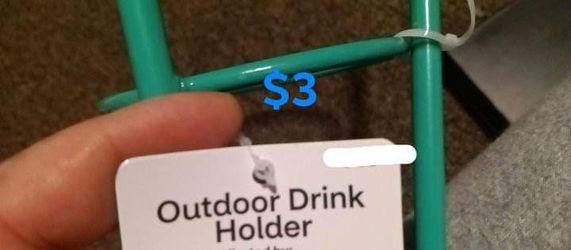 $3
Outdoor Drink
Holder